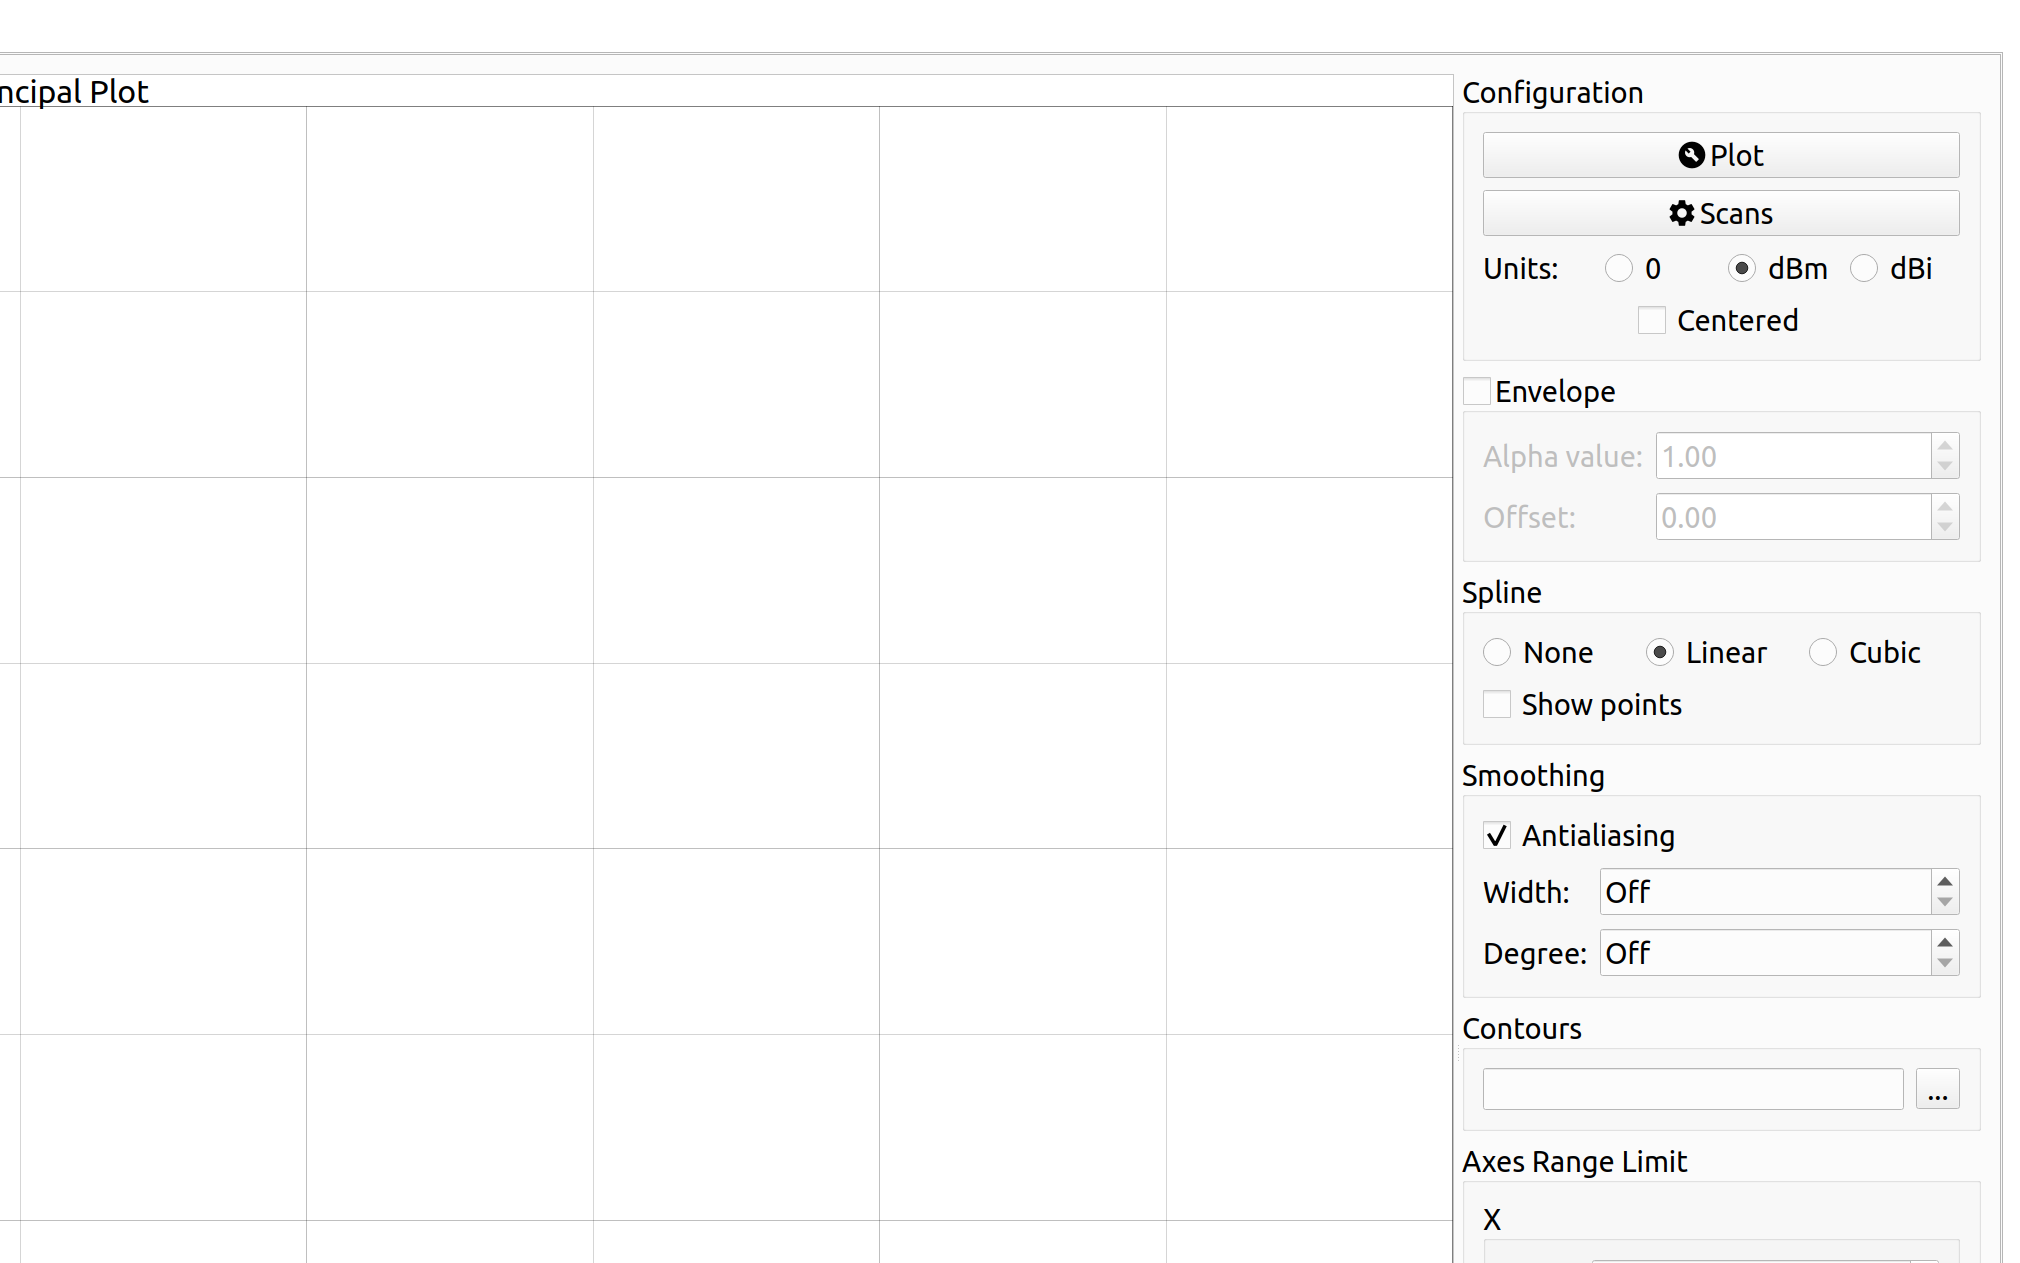 ncipal Plot
Configuration
Plot
Scans
Units: 0 dBm dBi
Centered
Envelope
Alpha value: 1.00
Offset: 0.00
Spline
None Linear Cubic
Show points
Smoothing
Antialiasing
Width: Off
Degree: Off
Contours
...
Axes Range Limit
X